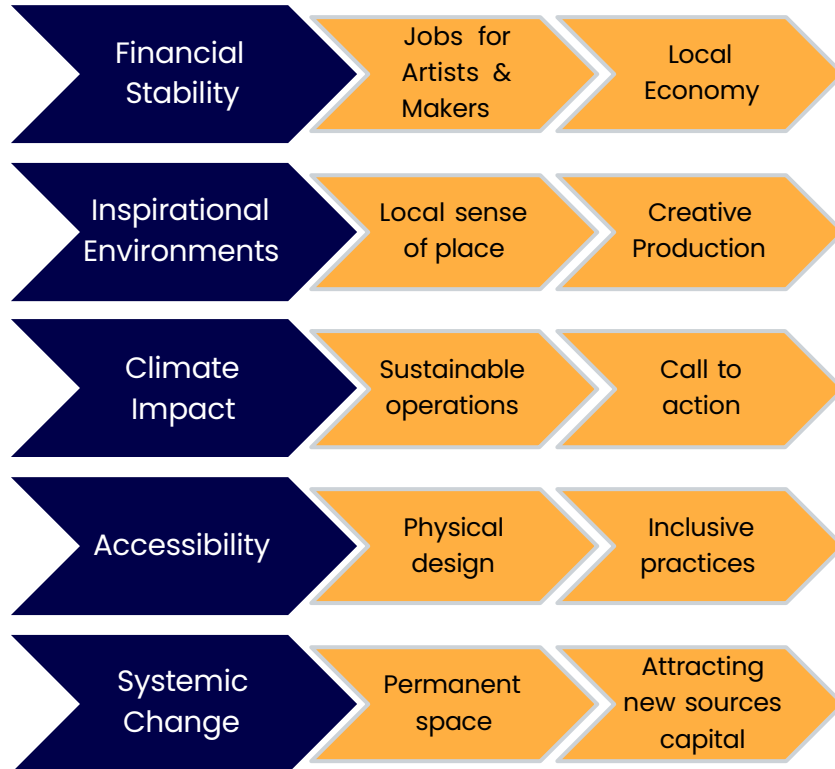 Financial
Stability
Jobs for
Artists &
Makers
Local
Economy
Inspirational
Environments
Local sense
of place
Creative
Production
Climate
Impact
Sustainable
operations
Call to
action
Accessibility
Physical
design
Inclusive
practices
Systemic
Change
Permanent
space
Attracting
new sources
capital